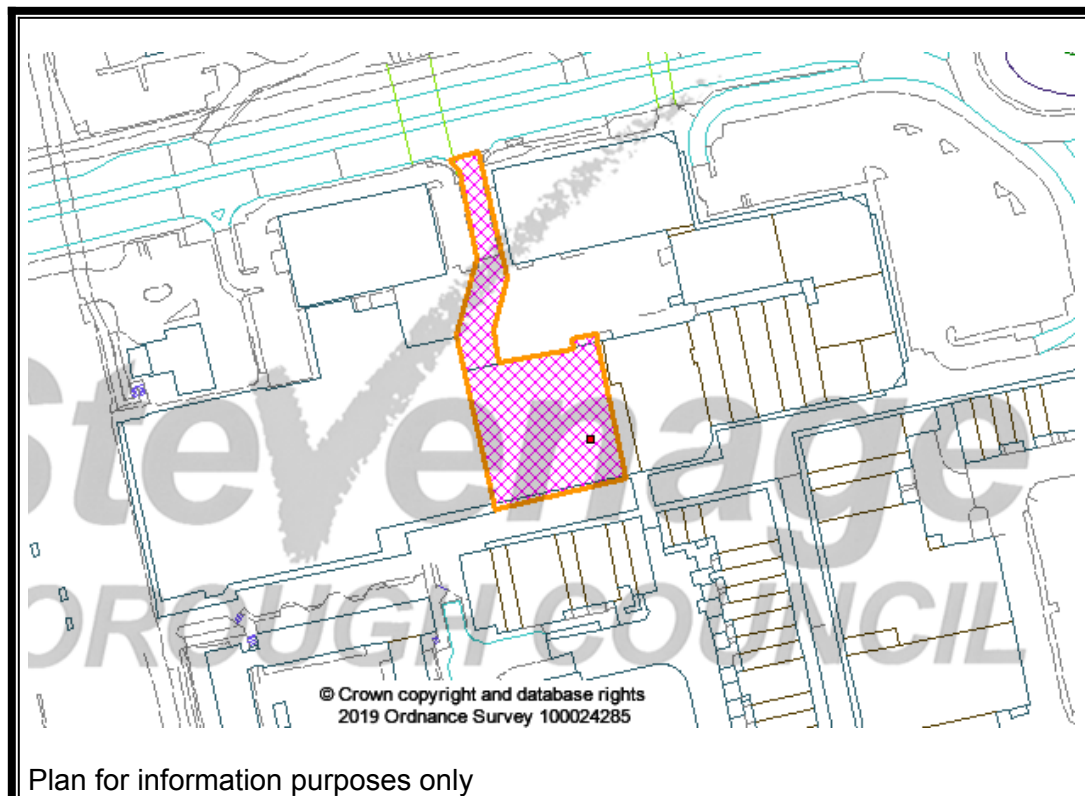 Stevenage
BOROUGH COUNCIL
© Crown copyright and database rights
2019 Ordnance Survey 100024285
Plan for information purposes only